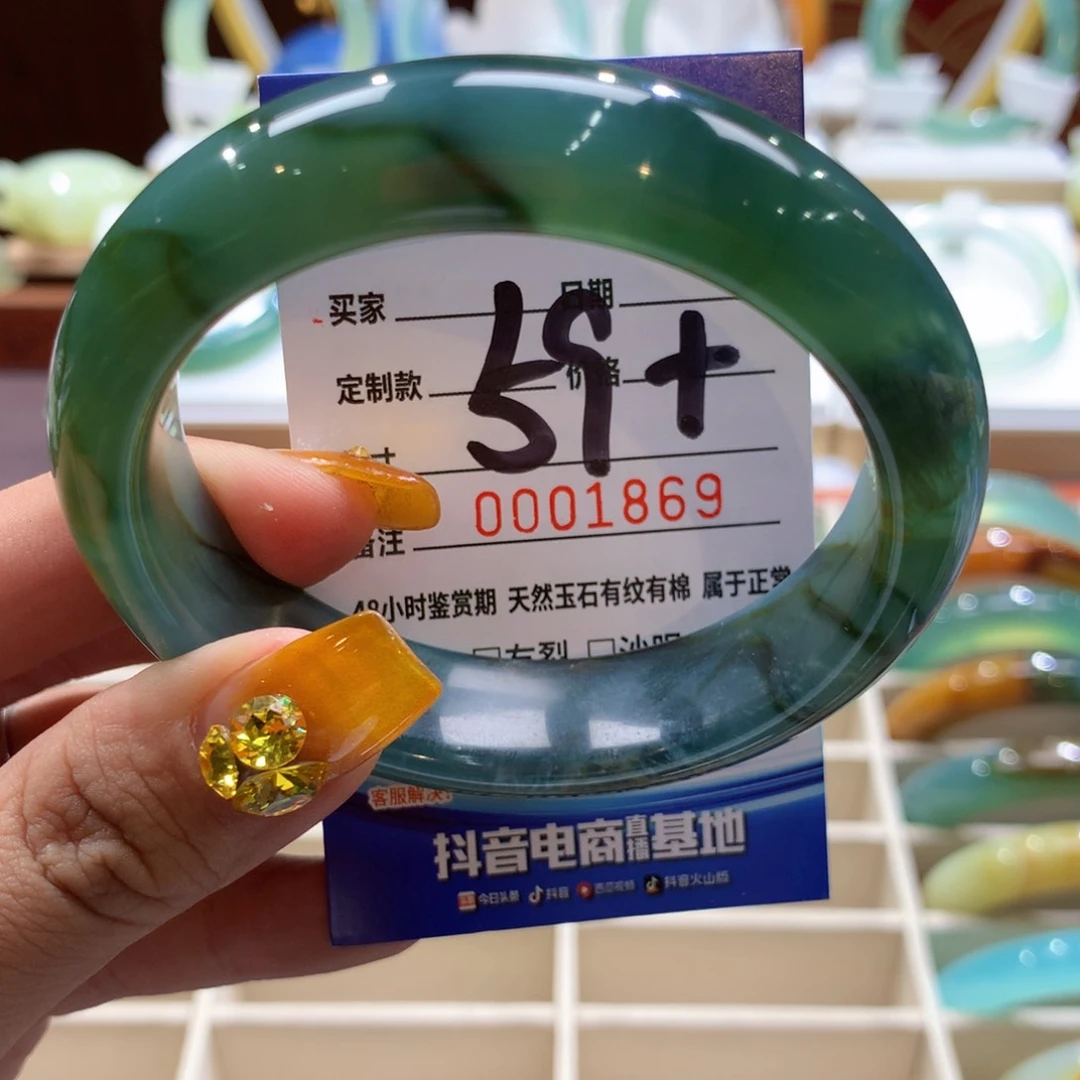 买家 日期
定制款 价格
59+
寸
0001869
备注
48小时鉴赏期 天然玉石有纹有棉 属于正常
□有裂 □沙眼
客服解决!
抖音电商直播基地
今日头条 抖音 西瓜视频 抖音火山版